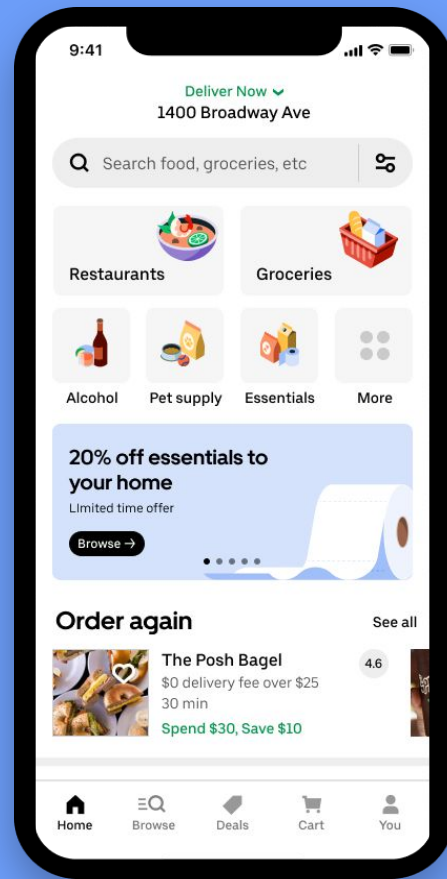 9:41
Deliver Now
1400 Broadway Ave
Search food, groceries, etc
Restaurants
Groceries
Alcohol
Pet supply
Essentials
More
20% off essentials to
your home
LImited time offer
Browse →
Order again
See all
The Posh Bagel
4.6
$0 delivery fee over $25
30 min
Spend $30, Save $10
Home
Browse
Deals
Cart
You